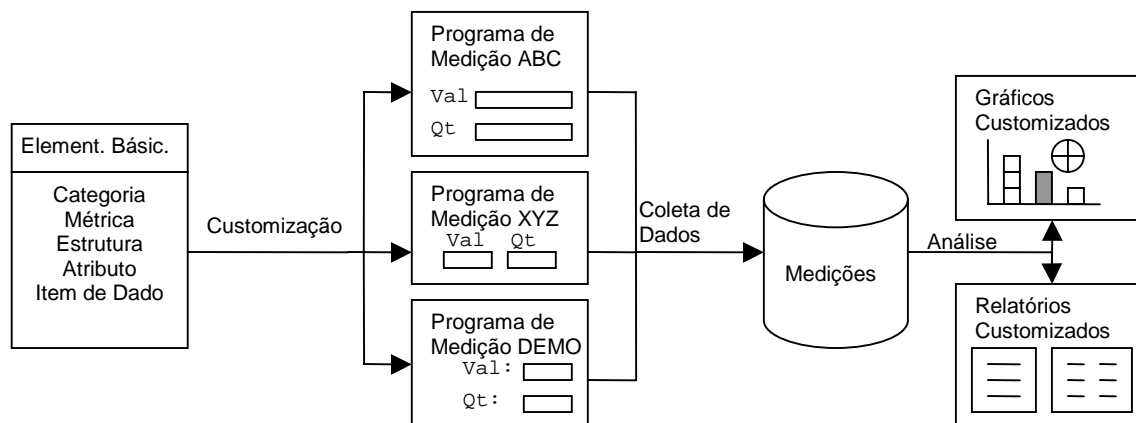 Element. Básic.
Categoria
Métrica
Estrutura
Atributo
Item de Dado
Customização
Programa de
Medição ABC
Val
Qt
Programa de
Medição XYZ
Val Qt
Programa de
Medição DEMO
Val:
Qt:
Coleta de
Dados
Medições
Análise
Gráficos
Customizados
Relatórios
Customizados